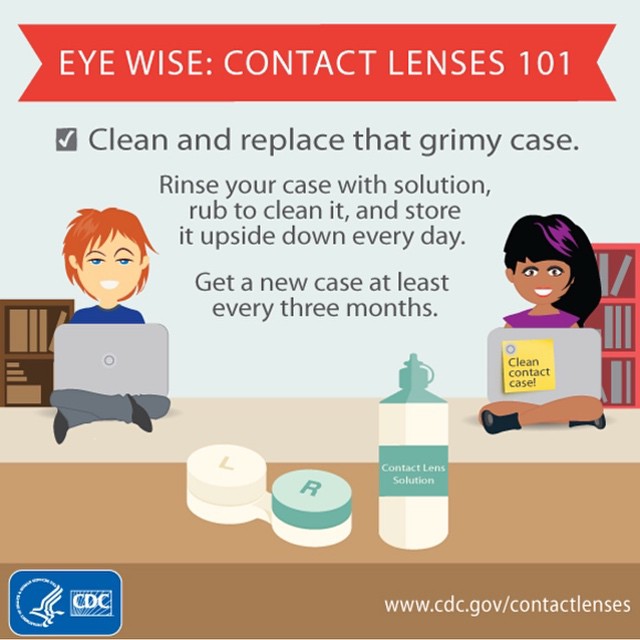 EYE WISE: CONTACT LENSES 101
Clean and replace that grimy case.
Rinse your case with solution,
rub to clean it, and store
it upside down every day.
Get a new case at least
every three months.
Clean
contact
case!
L
R
Contact Lens
Solution
CDC
www.cdc.gov/contactlenses